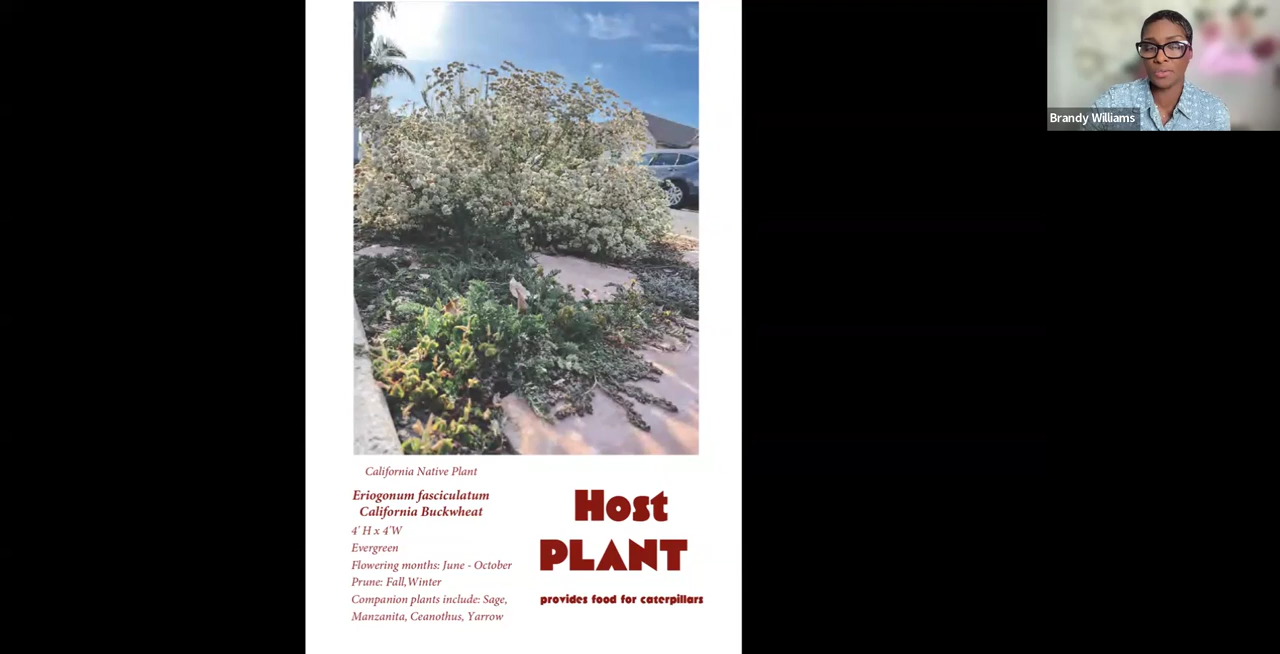 Brandy Williams
California Native Plant
Eriogonum fasciculatum
California Buckwheat
4' H x 4'W
Evergreen
Flowering months: June - October
Prune: Fall,Winter
Companion plants include: Sage,
Manzanita, Ceanothus, Yarrow
Host
PLANT
provides food for caterpillars